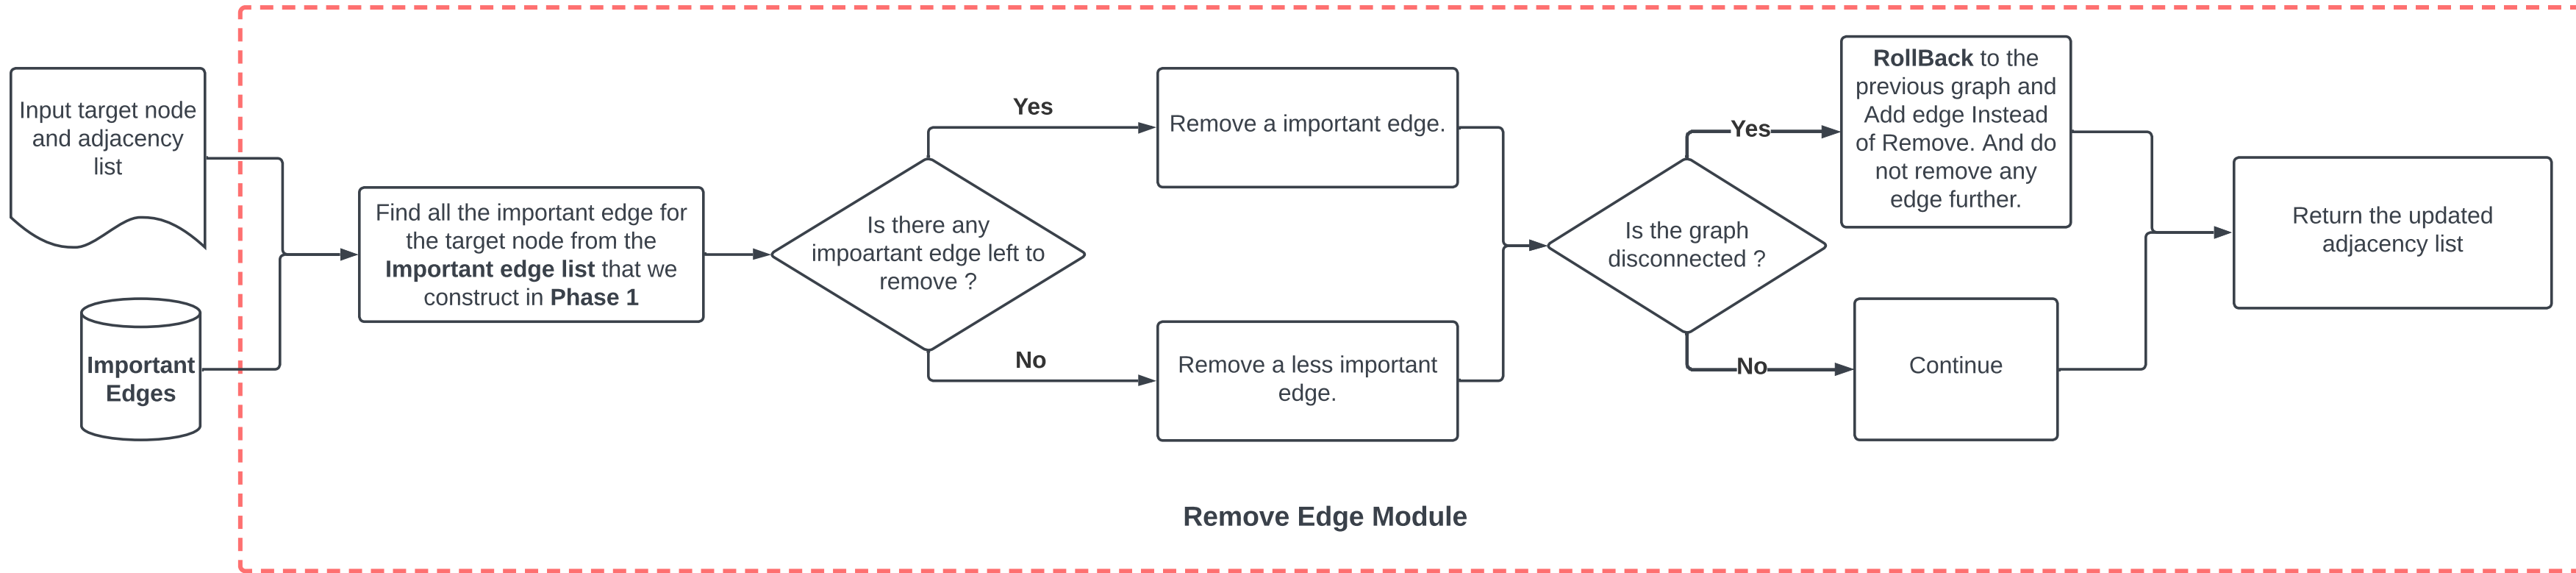 Input target node
and adjacency
list
Important
Edges
Find all the important edge for
the target node from the
Important edge list that we
construct in Phase 1
Is there any
impoartant edge left to
remove ?
Yes
No
Remove a important edge.
Remove a less important
edge.
Is the graph
disconnected ?
Yes
No
RollBack to the
previous graph and
Add edge Instead
of Remove. And do
not remove any
edge further.
Continue
Return the updated
adjacency list
Remove Edge Module